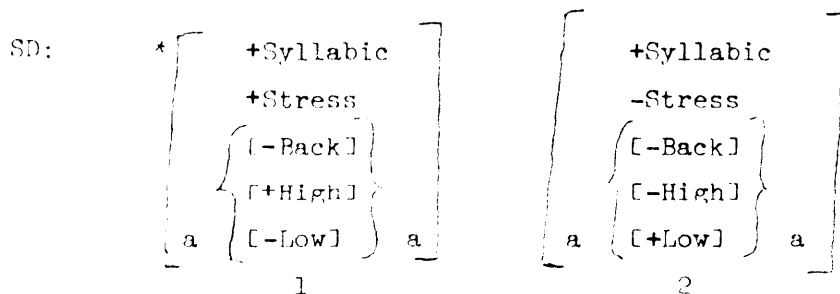 SD: * +Syllabic +Syllabic
+Stress -Stress
[-Back] [-Back]
[+High] [-High]
a [-Low] a a [+Low] a
1 2